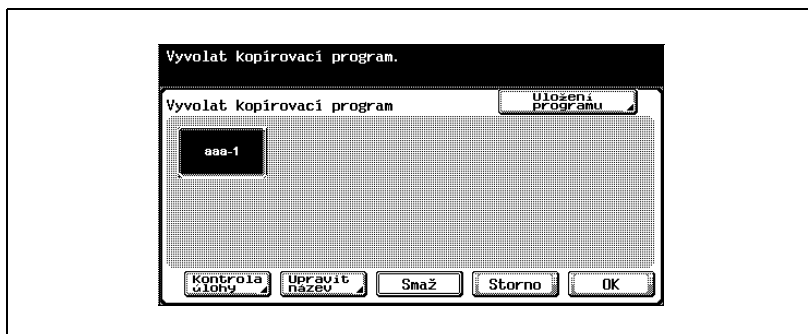 Vyvolat kopírovací program.
Vyvolat kopírovací program
Uložení
programu
aaa-1
Kontrola
úlohy
Upravit
název
Smaž
Storno
OK